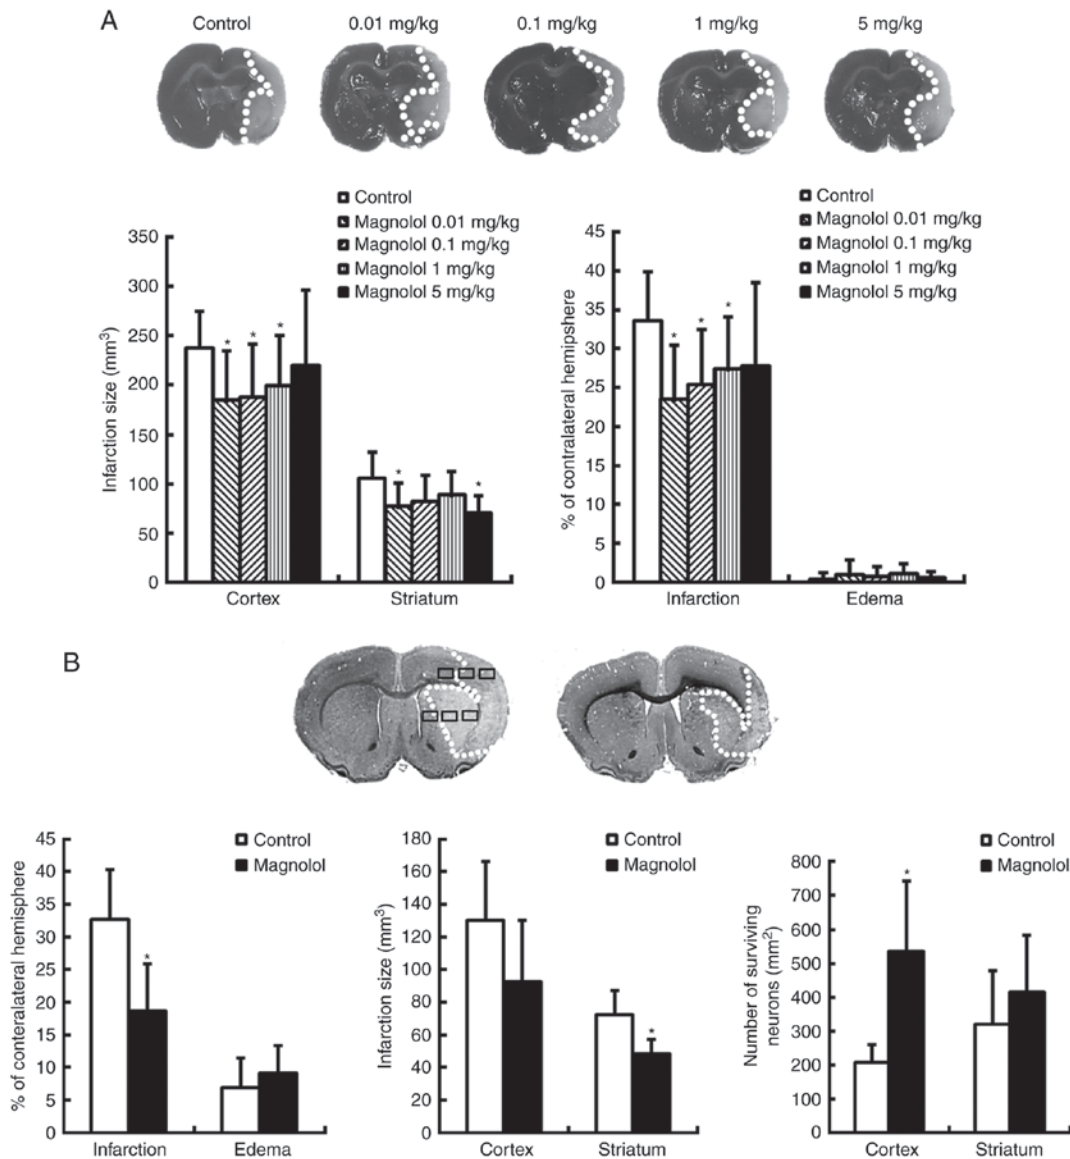 A
Control
0.01 mg/kg
0.1 mg/kg
1 mg/kg
5 mg/kg
Control
Magnolol 0.01 mg/kg
Magnolol 0.1 mg/kg
Magnolol 1 mg/kg
Magnolol 5 mg/kg
350
300
250
200
150
100
50
0
Infarction size (mm3)
*
*
*
*
*
Cortex
Striatum
Control
Magnolol 0.01 mg/kg
Magnolol 0.1 mg/kg
Magnolol 1 mg/kg
Magnolol 5 mg/kg
45
40
35
30
25
20
15
10
5
0
% of contralateral hemipshere
*
*
*
Infarction
Edema
B
Control
Magnolol
45
40
35
30
25
20
15
10
5
0
% of conteralateral hemisphere
*
Infarction
Edema
Control
Magnolol
180
160
140
120
100
80
60
40
20
0
Infarction size (mm3)
*
Cortex
Striatum
Control
Magnolol
800
700
600
500
400
300
200
100
0
Number of surviving
neurons (mm2)
*
Cortex
Striatum